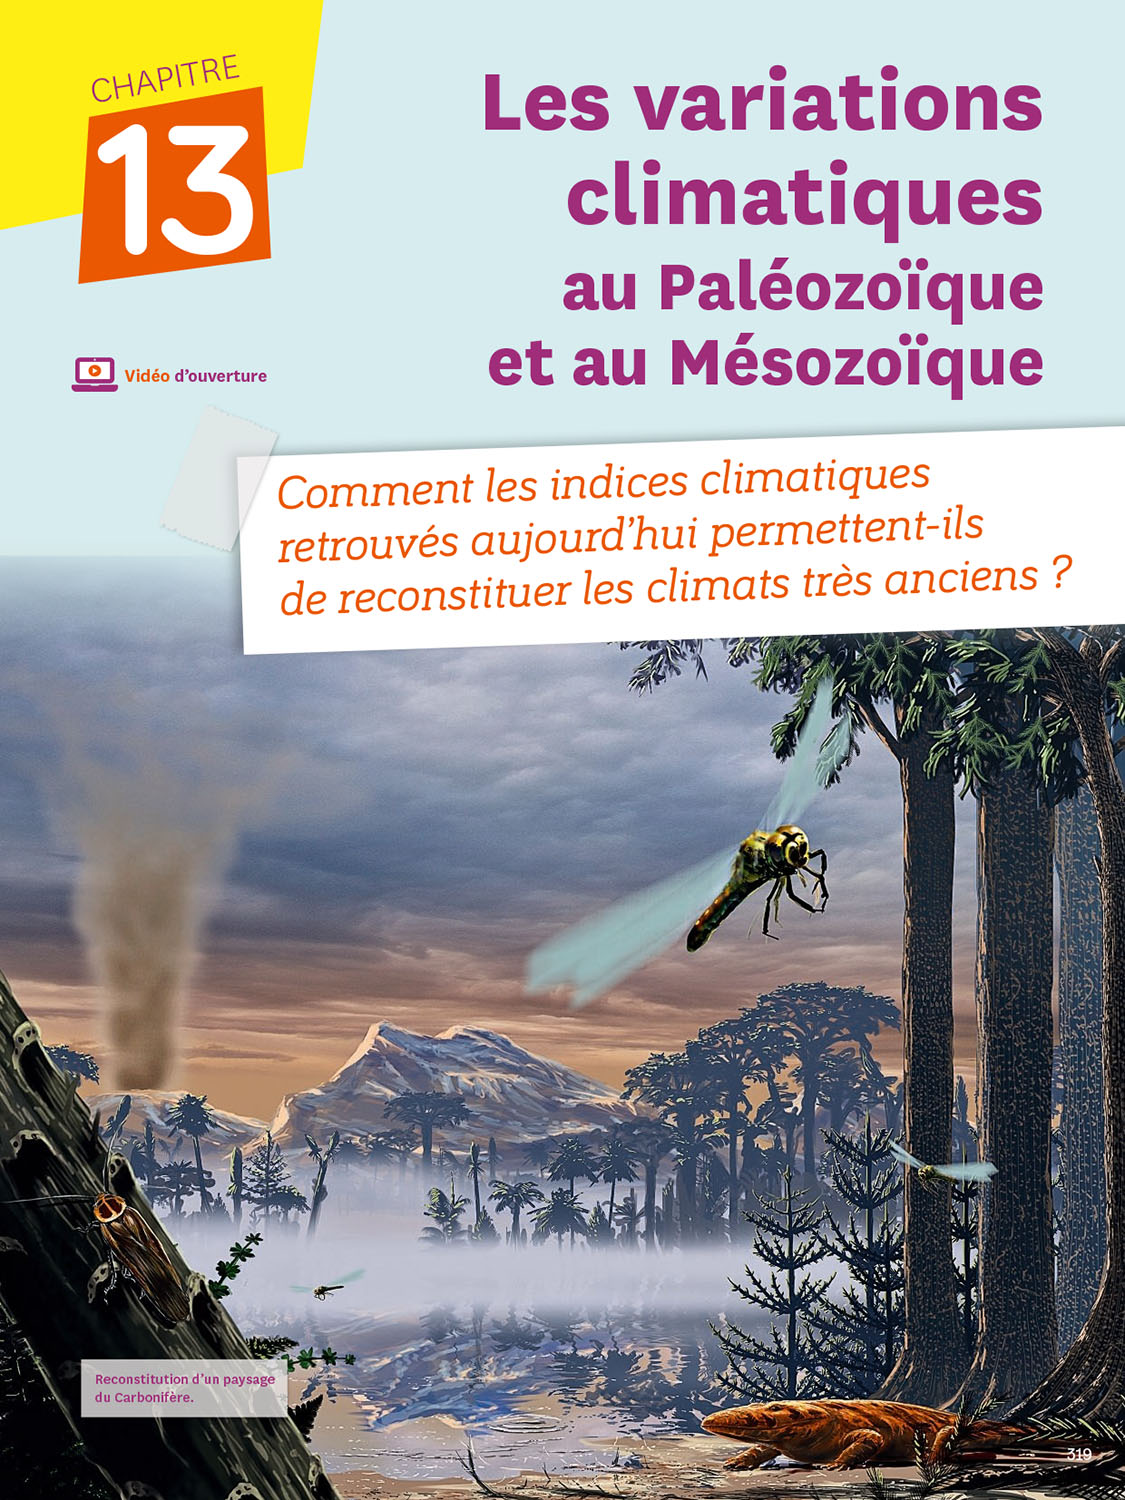 CHAPITRE
13
Les variations
climatiques
au Paléozoïque
et au Mésozoïque
Vidéo d'ouverture
Comment les indices climatiques
retrouvés aujourd'hui permettent-ils
de reconstituer les climats très anciens ?
Reconstitution d'un paysage
du Carbonifère.
319